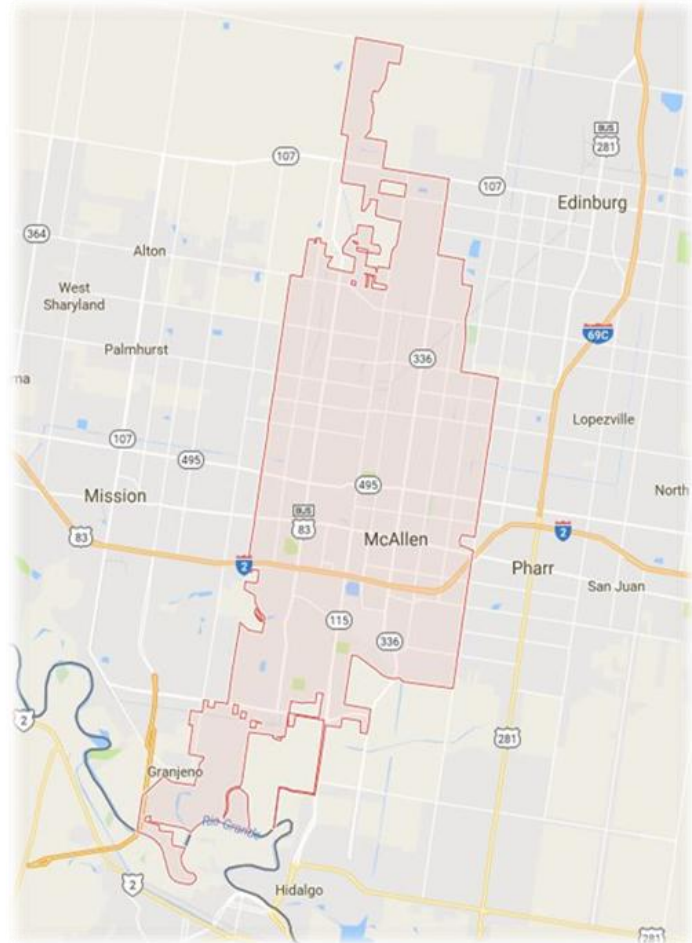 BUS
281
107
107
Edinburg
364
Alton
West
Sharyland
69C
Palmhurst
336
ma
Lopezville
107
495
495
North
Mission
BUS
83
83
McAllen
2
2
Pharr
San Juan
115
336
2
281
Granjeno
Rio Grande
2
Hidalgo
281